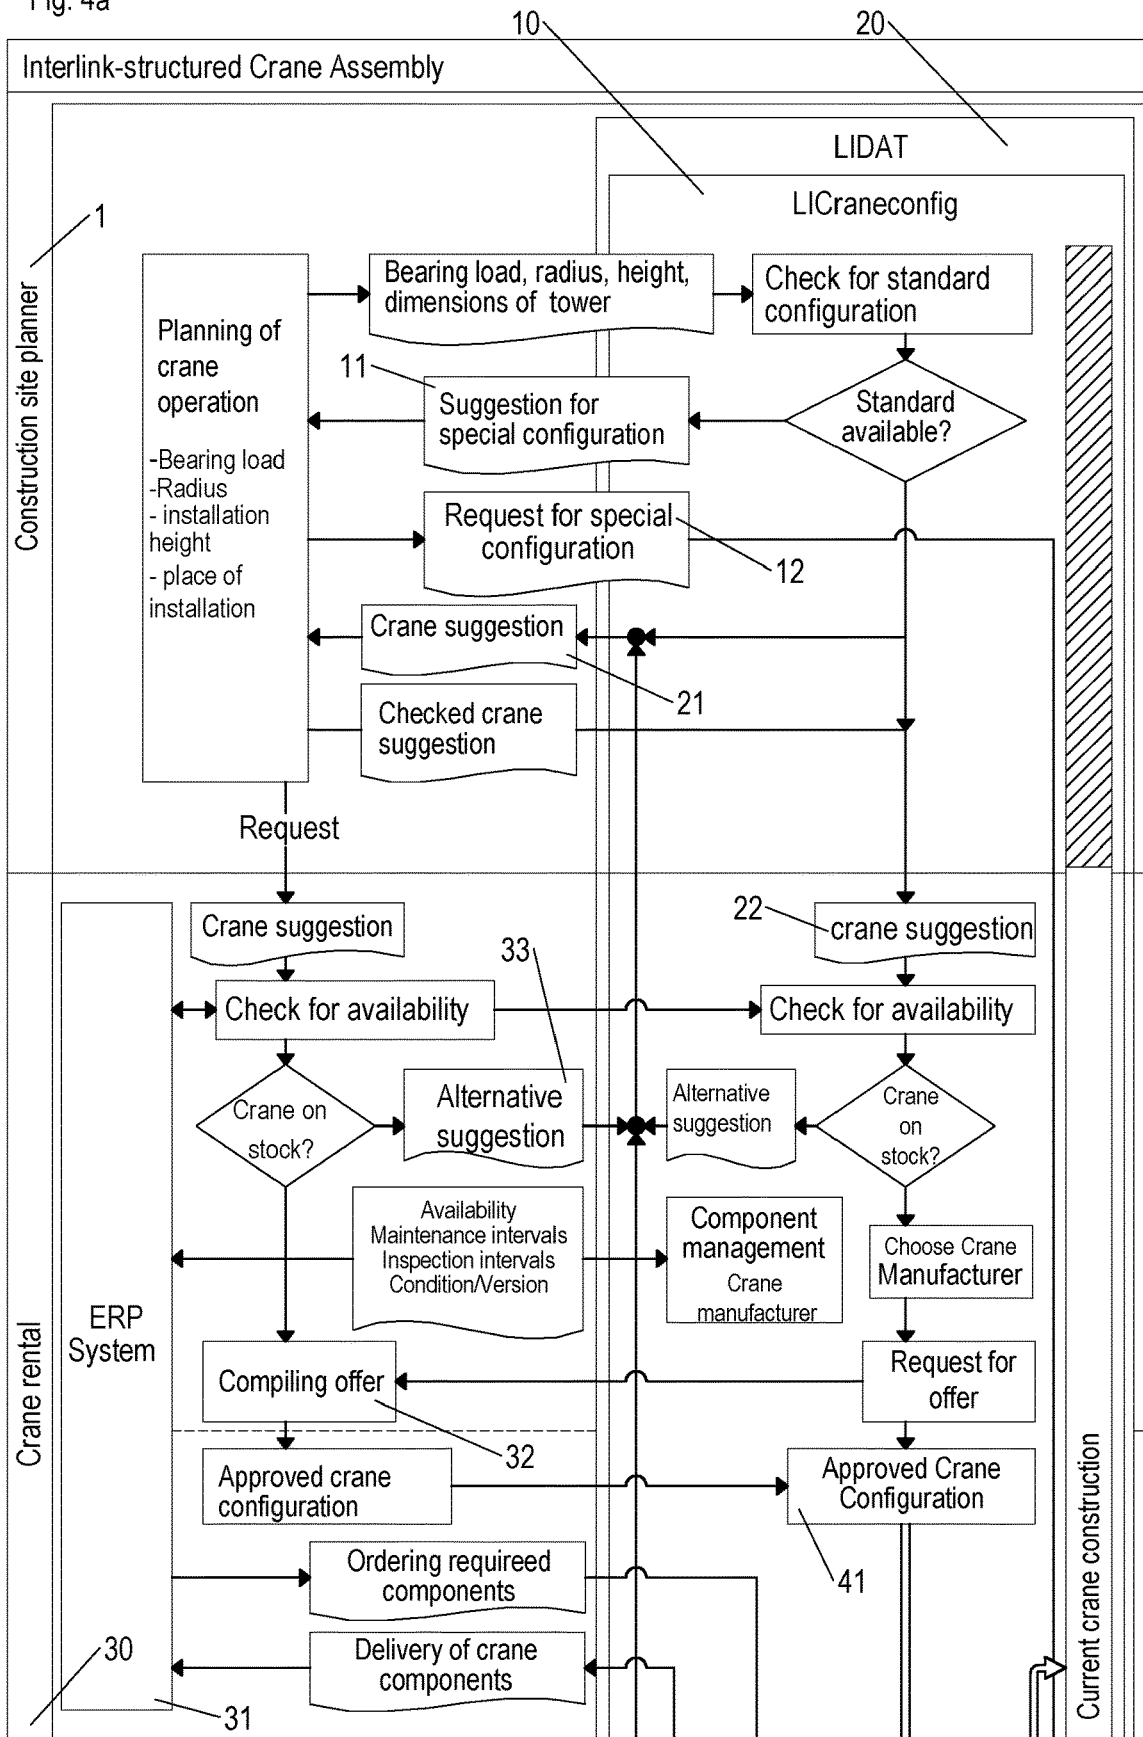 Fig. 4a
10
20
Interlink-structured Crane Assembly
LIDAT
LICraneconfig
1
Construction site planner
Planning of
crane
operation
-Bearing load
-Radius
- installation
height
- place of
installation
Bearing load, radius, height,
dimensions of tower
Check for standard
configuration
11
Suggestion for
special configuration
Standard
available?
Request for special
configuration
12
Crane suggestion
21
Checked crane
suggestion
Request
Crane rental
ERP
System
Crane suggestion
22
crane suggestion
33
Check for availability
Check for availability
Crane on
stock?
Alternative
suggestion
Alternative
suggestion
Crane
on
stock?
Availability
Maintenance intervals
Inspection intervals
Condition/Version
Component
management
Crane
manufacturer
Choose Crane
Manufacturer
Compiling offer
Request for
offer
32
Approved crane
configuration
Approved Crane
Configuration
41
Ordering requireed
components
Delivery of crane
components
30
31
Current crane construction